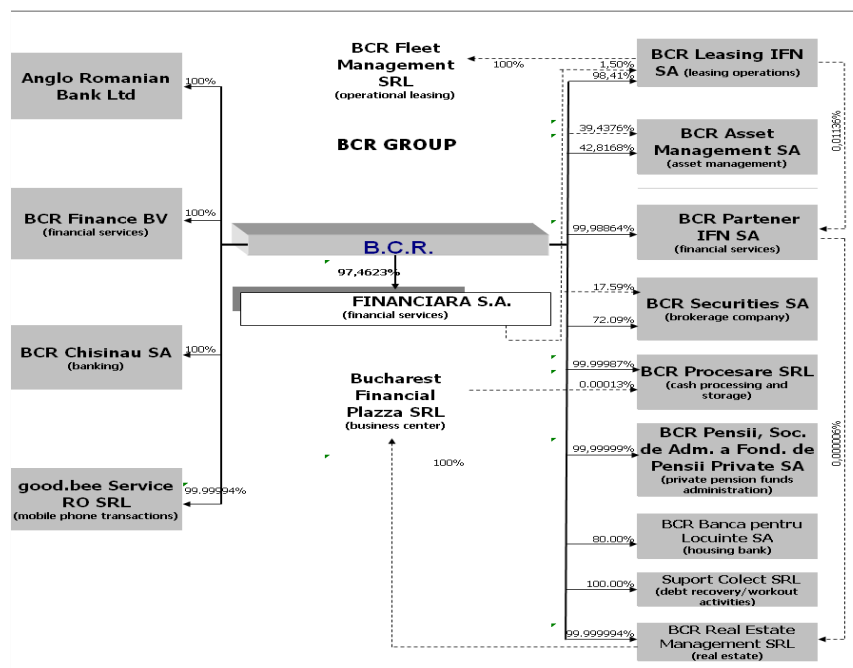 BCR Fleet
Management
SRL
(operational leasing)
100%
BCR Leasing IFN
SA (leasing operations)
1,50%
98,41%
Anglo Romanian
Bank Ltd
100%
BCR GROUP
39,4376%
42,8168%
BCR Asset
Management SA
(asset management)
0,01136%
BCR Finance BV
(financial services)
100%
B.C.R.
97,4623%
FINANCIARA S.A.
(financial services)
99,98864%
BCR Partener
IFN SA
(financial services)
17.59%
72.09%
BCR Securities SA
(brokerage company)
BCR Chisinau SA
(banking)
100%
Bucharest
Financial
Plazza SRL
(business center)
100%
99.99987%
0.00013%
BCR Procesare SRL
(cash processing and
storage)
99,99999%
BCR Pensii, Soc.
de Adm. a Fond. de
Pensii Private SA
(private pension funds
administration)
0,000006%
good.bee Service
RO SRL
(mobile phone transactions)
99.99994%
80.00%
BCR Banca pentru
Locuinte SA
(housing bank)
100.00%
Suport Colect SRL
(debt recovery/workout
activities)
99.999994%
BCR Real Estate
Management SRL
(real estate)